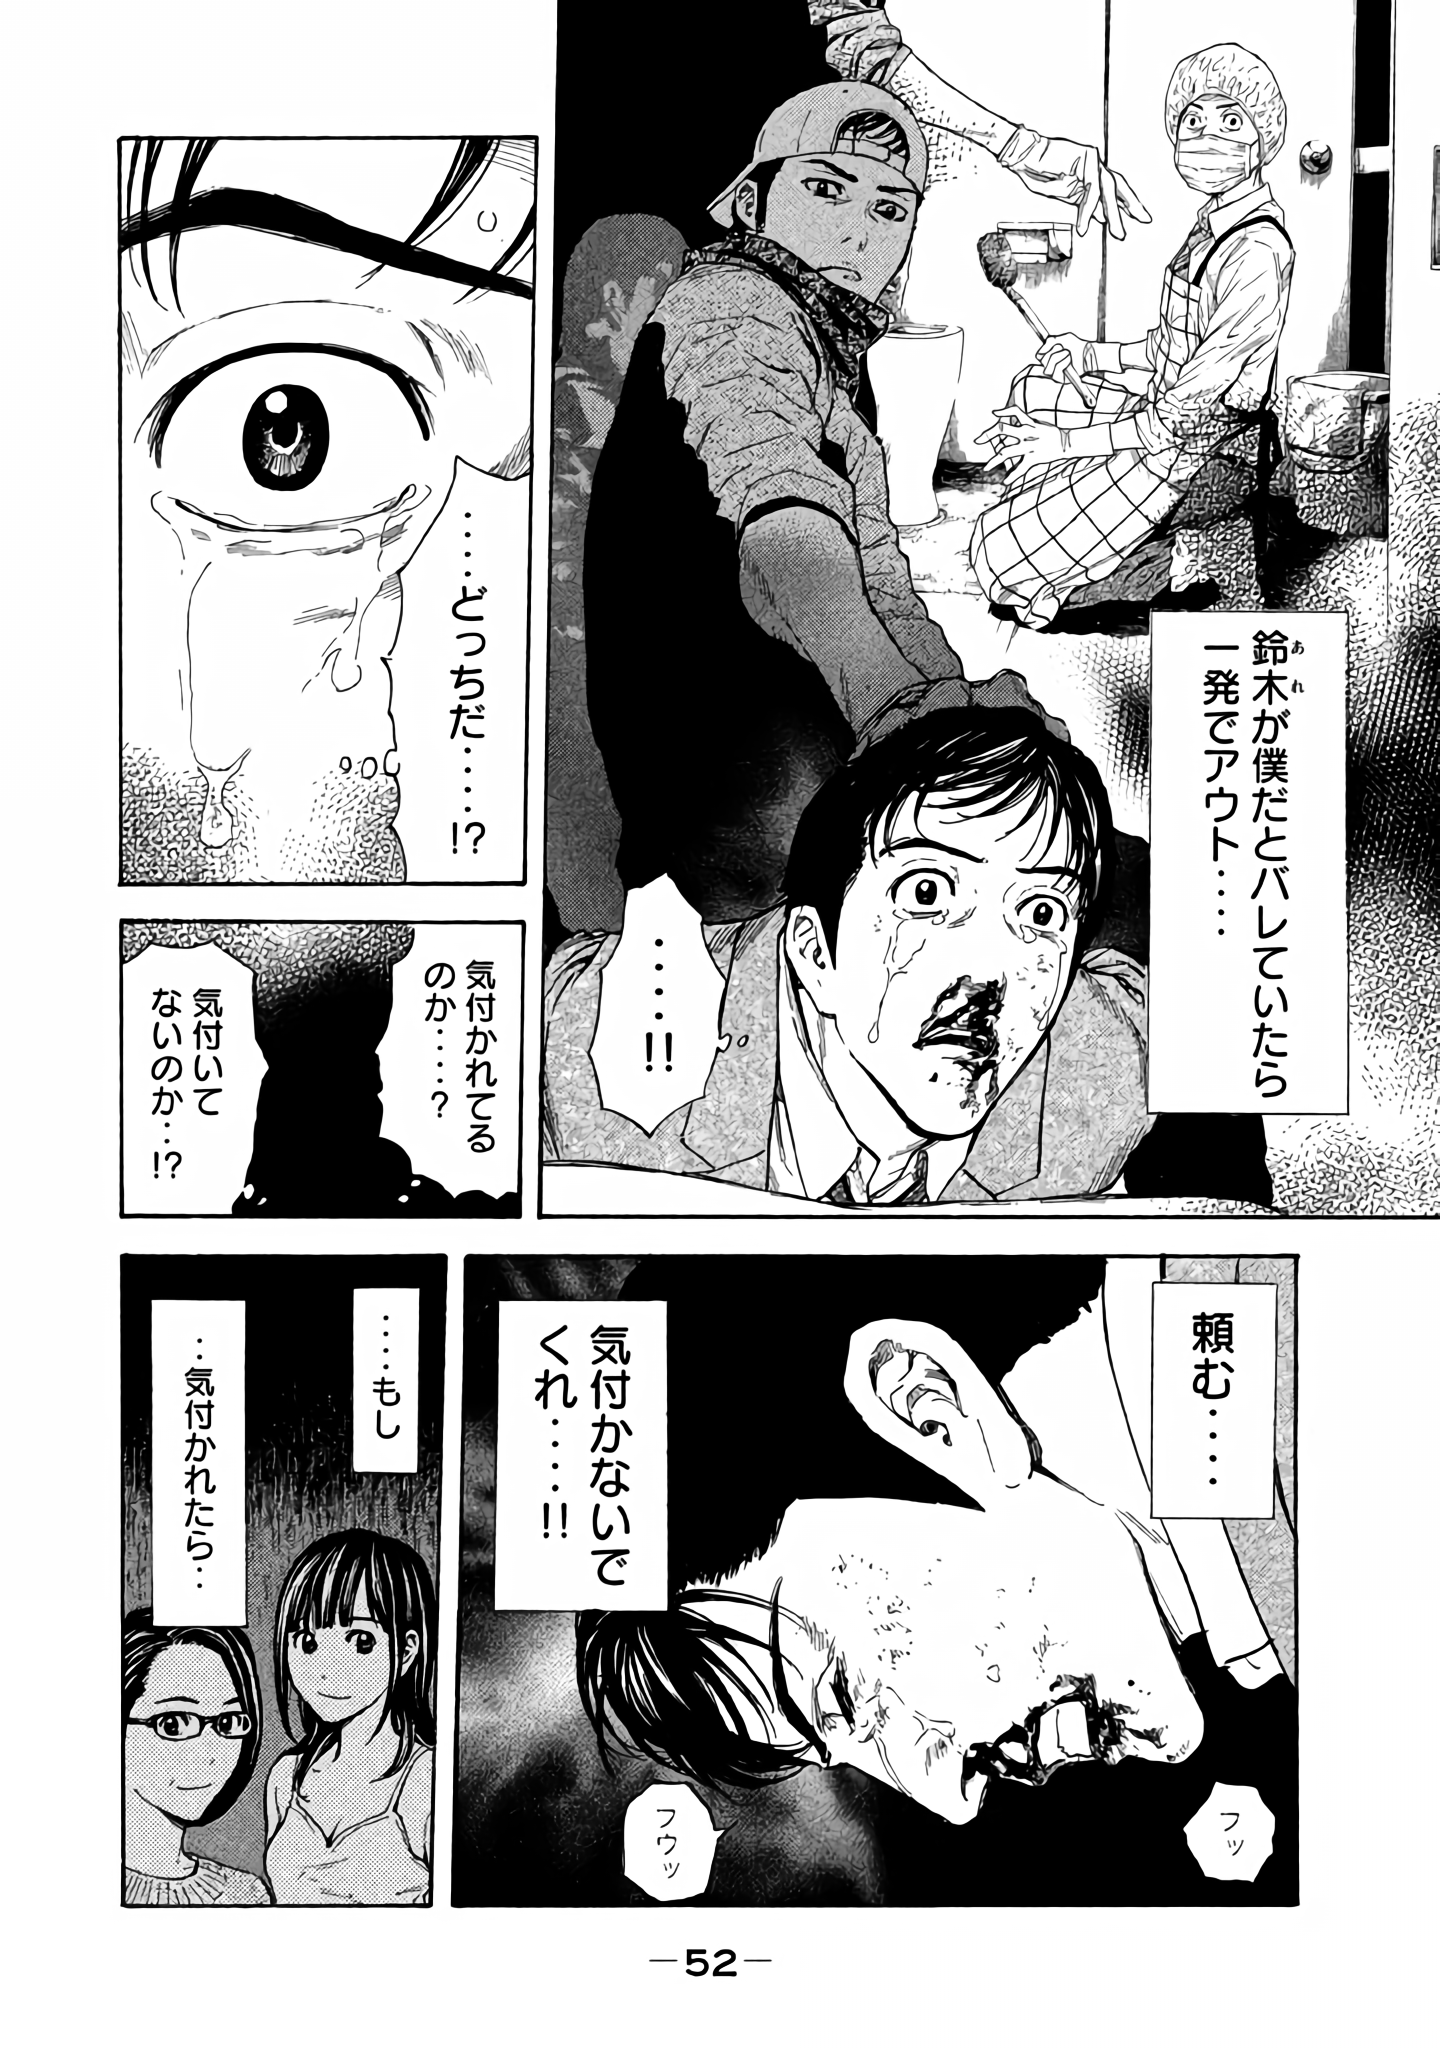 鈴木が僕だとバレていたら
あれ
一発でアウト‥‥
‥‥!!
‥‥どっちだ‥‥!?
気付かれてる
のか‥‥?
気付いて
ないのか‥!?
頼む‥‥
気付かないで
くれ‥‥!!
フッ
フウッ
‥‥もし
‥気付かれたら‥
—52—